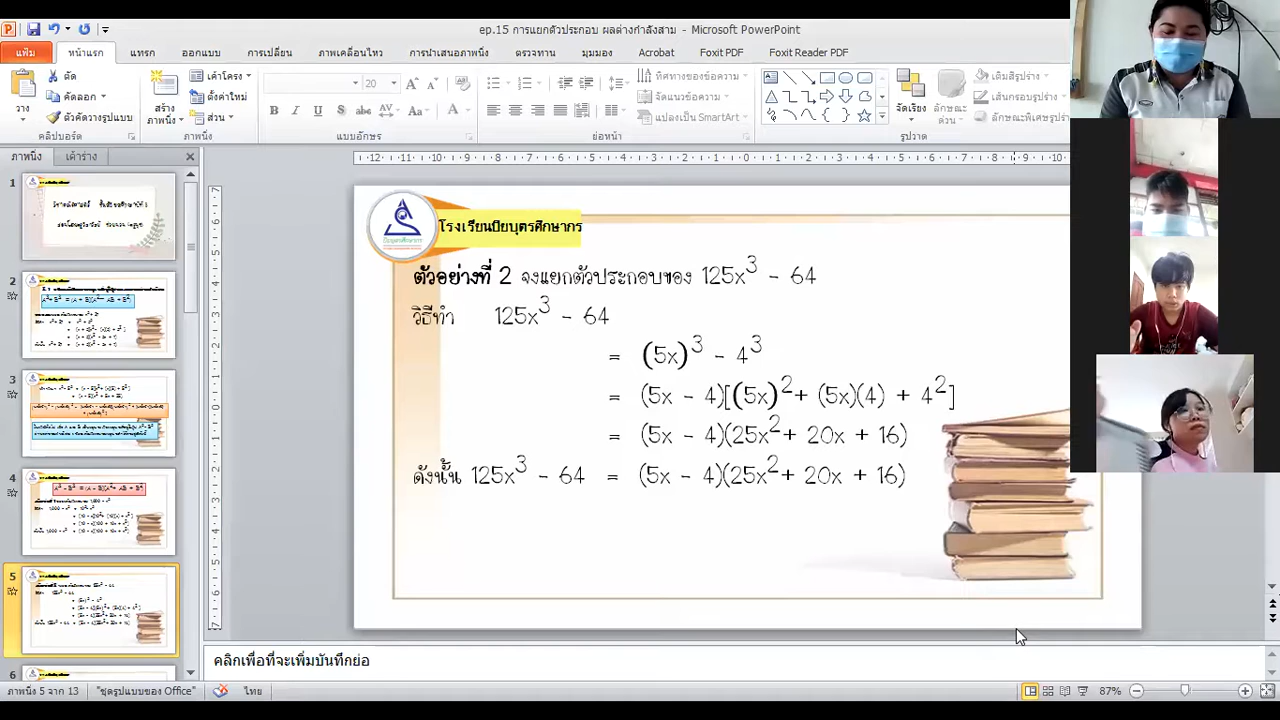 ep.15 การแยกตัวประกอบ ผลต่างกำลังสาม - Microsoft PowerPoint
แฟ้ม หน้าแรก แทรก ออกแบบ การเปลี่ยน ภาพเคลื่อนไหว การนำเสนอภาพนิ่ง ตรวจทาน มุมมอง Acrobat Foxit PDF Foxit Reader PDF
วาง ตัด คัดลอก ตัวคัดวางรูปแบบ
สร้างภาพนิ่ง เค้าโครง ตั้งค่าใหม่ ส่วน
20
B I U S abc AV Aa A
ทิศทางของข้อความ
จัดแนวข้อความ
แปลงเป็น SmartArt
จัดเรียง ลักษณะด่วน
เติมสีรูปร่าง
เส้นกรอบรูปร่าง
ลักษณะพิเศษรูปร่าง
คลิปบอร์ด ภาพนิ่ง แบบอักษร ย่อหน้า รูปวาด
ภาพนิ่ง เค้าร่าง
1
2
3
4
5
6
โรงเรียนปิยบุตรศึกษากร
ตัวอย่างที่ 2 จงแยกตัวประกอบของ 125x³ - 64
วิธีทำ 125x³ - 64
= (5x)³ - 4³
= (5x - 4)[(5x)²+ (5x)(4) + 4²]
= (5x - 4)(25x²+ 20x + 16)
ดังนั้น 125x³ - 64 = (5x - 4)(25x²+ 20x + 16)
คลิกเพื่อที่จะเพิ่มบันทึกย่อ
ภาพนิ่ง 5 จาก 13 "ชุดรูปแบบของ Office" ไทย 87%